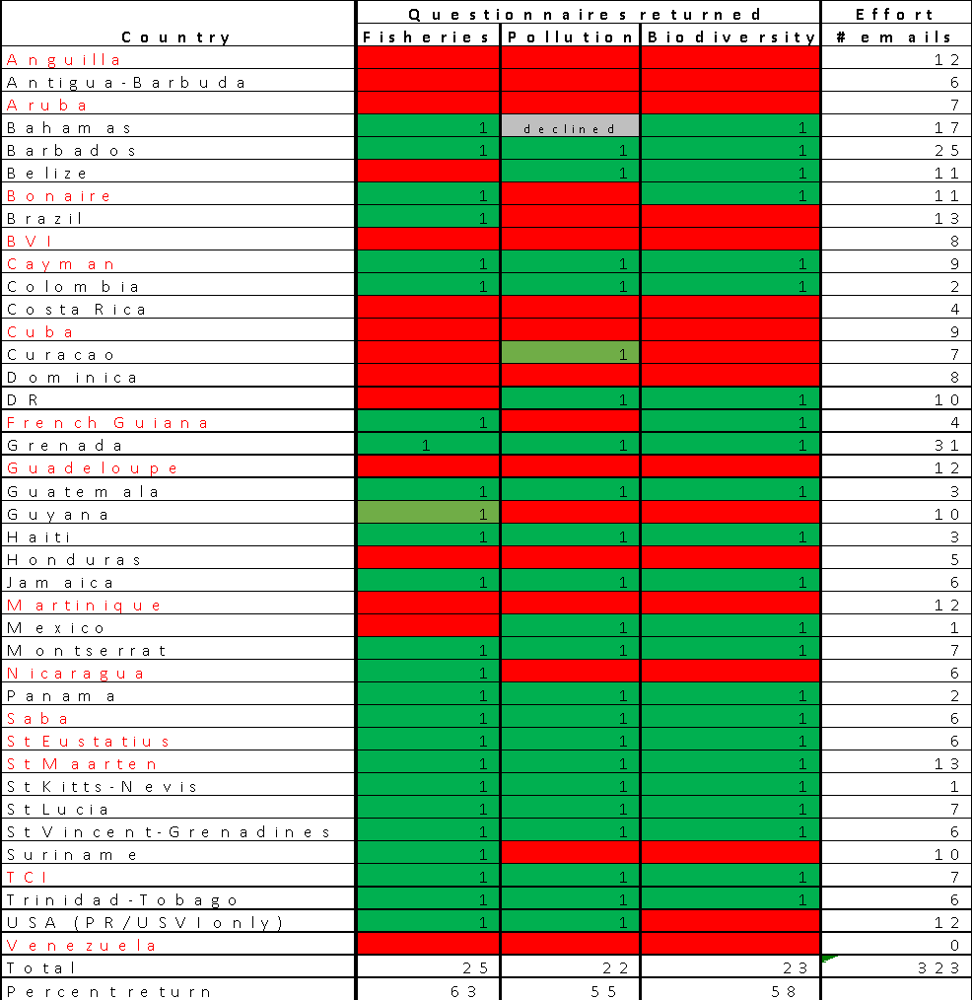 Questionnaires returned Effort
Country Fisheries Pollution Biodiversity # emails
Anguilla 12
Antigua-Barbuda 6
Aruba 7
Bahamas 1 declined 1 17
Barbados 1 1 1 25
Belize 1 1 11
Bonaire 1 1 11
Brazil 1 13
BVI 8
Cayman 1 1 1 9
Colombia 1 1 1 2
Costa Rica 4
Cuba 9
Curacao 1 7
Dominica 8
DR 1 1 10
French Guiana 1 1 4
Grenada 1 1 1 31
Guadeloupe 12
Guatemala 1 1 1 3
Guyana 1 10
Haiti 1 1 1 3
Honduras 5
Jamaica 1 1 1 6
Martinique 12
Mexico 1 1 1
Montserrat 1 1 1 7
Nicaragua 1 6
Panama 1 1 1 2
Saba 1 1 1 6
St Eustatius 1 1 1 6
St Maarten 1 1 1 13
St Kitts-Nevis 1 1 1 1
St Lucia 1 1 1 7
St Vincent-Grenadines 1 1 1 6
Suriname 1 10
TCI 1 1 1 7
Trinidad-Tobago 1 1 1 6
USA (PR/USVI only) 1 1 12
Venezuela 0
Total 25 22 23 323
Percent return 63 55 58